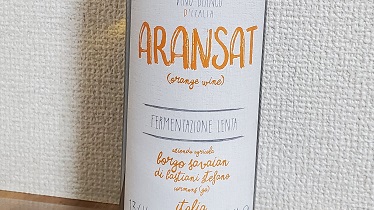 VINO BIANCO
D'ITALIA
ARANSAT
(orange wine)
FERMENTAZIONE LENTA
azienda agricola
borgo savaian
di bastiani stefano
cormons (go)
italia